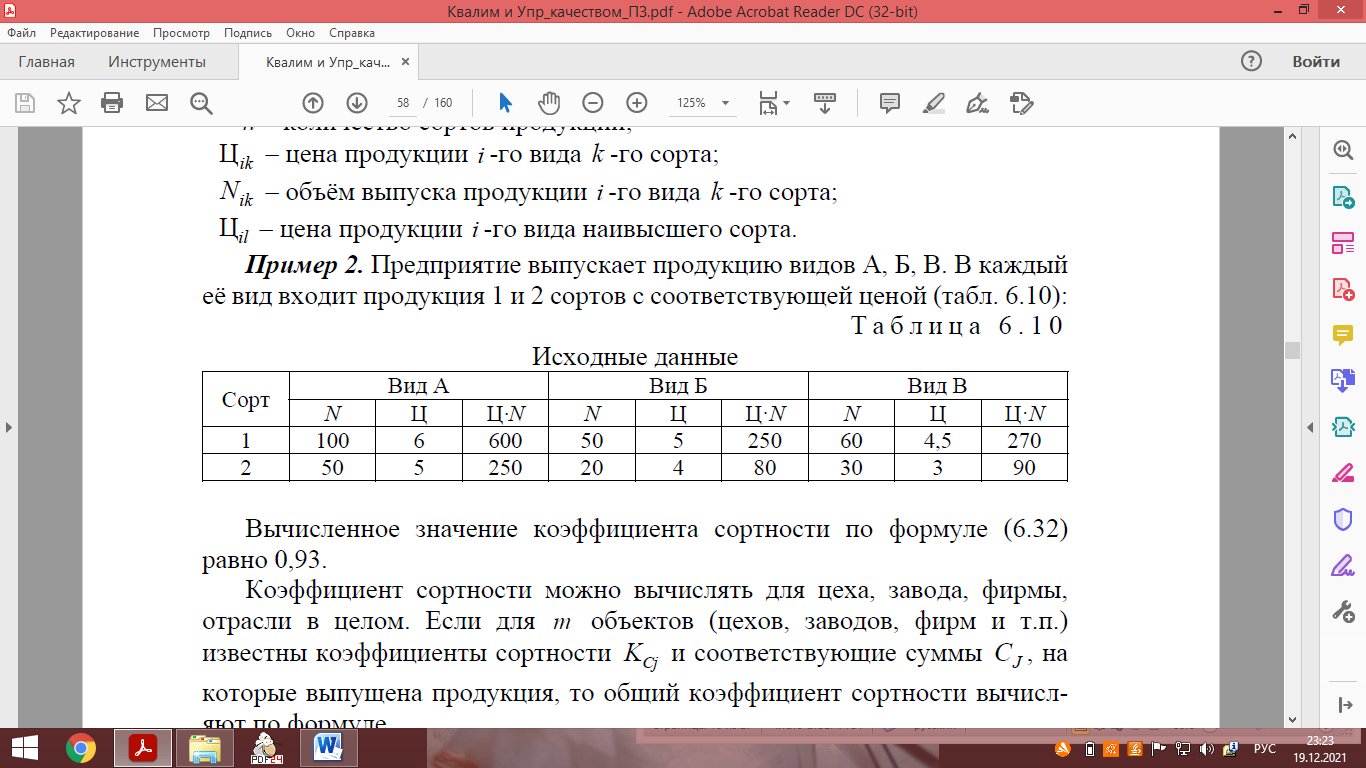 Квалим и Упр_качеством_ПЗ.pdf - Adobe Acrobat Reader DC (32-bit)
Файл Редактирование Просмотр Подпись Окно Справка
Главная Инструменты Квалим и Упр_кач... × Войти
58 / 160 125%
Ц_ik – цена продукции i -го вида k -го сорта;
N_ik – объём выпуска продукции i -го вида k -го сорта;
Ц_il – цена продукции i -го вида наивысшего сорта.
Пример 2. Предприятие выпускает продукцию видов А, Б, В. В каждый
её вид входит продукция 1 и 2 сортов с соответствующей ценой (табл. 6.10):
Таблица 6.10
Исходные данные
Сорт Вид А Вид Б Вид В
N Ц Ц·N N Ц Ц·N N Ц Ц·N
1 100 6 600 50 5 250 60 4,5 270
2 50 5 250 20 4 80 30 3 90
Вычисленное значение коэффициента сортности по формуле (6.32)
равно 0,93.
Коэффициент сортности можно вычислять для цеха, завода, фирмы,
отрасли в целом. Если для m объектов (цехов, заводов, фирм и т.п.)
известны коэффициенты сортности K_Cj и соответствующие суммы C_J, на
которые выпущена продукция, то общий коэффициент сортности вычисл-
яют по формуле
PDF24 РУС 23:23
19.12.2021